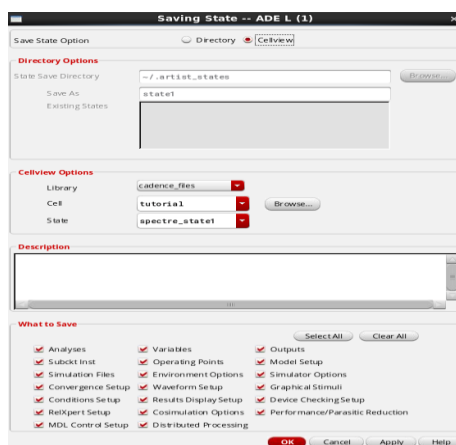 Saving State -- ADE L (1)
Save State Option Directory Cellview
Directory Options
State Save Directory ~/.artist_states Browse...
Save As state1
Existing States
Cellview Options
Library cadence_files
Cell tutorial Browse...
State spectre_state1
Description
What to Save
Select All Clear All
Analyses Variables Outputs
Subckt Inst Operating Points Model Setup
Simulation Files Environment Options Simulator Options
Convergence Setup Waveform Setup Graphical Stimuli
Conditions Setup Results Display Setup Device Checking Setup
RelXpert Setup Cosimulation Options Performance/Parasitic Reduction
MDL Control Setup Distributed Processing
OK Cancel Apply Help